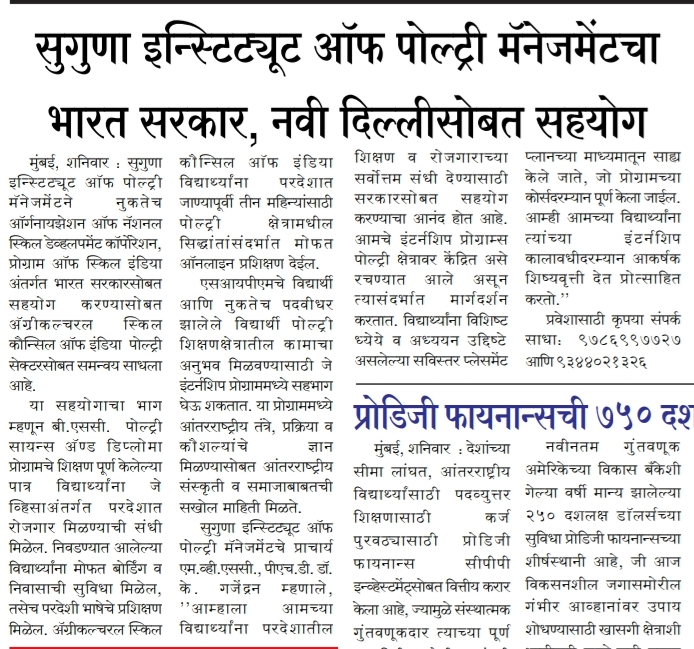 सुगुणा इन्स्टिट्यूट ऑफ पोल्ट्री मॅनेजमेंटचा
भारत सरकार, नवी दिल्लीसोबत सहयोग
मुंबई, शनिवार : सुगुणा
इन्स्टिट्यूट ऑफ पोल्ट्री
मॅनेजमेंटने नुकतेच
ऑर्गनायझेशन ऑफ नॅशनल
स्किल डेव्हलपमेंट कॉर्पोरेशन,
प्रोग्राम ऑफ स्किल इंडिया
अंतर्गत भारत सरकारसोबत
सहयोग करण्यासोबत
अ‍ॅग्रीकल्चरल स्किल
कौन्सिल ऑफ इंडिया पोल्ट्री
सेक्टरसोबत समन्वय साधला
आहे.
या सहयोगाचा भाग
म्हणून बी.एससी. पोल्ट्री
सायन्स अ‍ॅण्ड डिप्लोमा
प्रोग्रामचे शिक्षण पूर्ण केलेल्या
पात्र विद्यार्थ्यांना जे
व्हिसाअंतर्गत परदेशात
रोजगार मिळण्याची संधी
मिळेल. निवडण्यात आलेल्या
विद्यार्थ्यांना मोफत बोर्डिंग व
निवासाची सुविधा मिळेल,
तसेच परदेशी भाषेचे प्रशिक्षण
मिळेल. अ‍ॅग्रीकल्चरल स्किल
कौन्सिल ऑफ इंडिया
विद्यार्थ्यांना परदेशात
जाण्यापूर्वी तीन महिन्यांसाठी
पोल्ट्री क्षेत्रामधील
सिद्धांतांसदर्भात मोफत
ऑनलाइन प्रशिक्षण देईल.
एसआयपीएमचे विद्यार्थी
आणि नुकतेच पदवीधर
झालेले विद्यार्थी पोल्ट्री
शिक्षणक्षेत्रातील कामाचा
अनुभव मिळवण्यासाठी जे
इंटर्नशिप प्रोग्राममध्ये सहभाग
घेऊ शकतात. या प्रोग्राममध्ये
आंतरराष्ट्रीय तंत्रे, प्रक्रिया व
कौशल्यांचे ज्ञान
मिळण्यासोबत आंतरराष्ट्रीय
संस्कृती व समाजाबाबतची
सखोल माहिती मिळते.
सुगुणा इन्स्टिट्यूट ऑफ
पोल्ट्री मॅनेजमेंटचे प्राचार्य
एम.व्ही.एससी., पीएच.डी. डॉ.
के. गजेंद्रन म्हणाले,
''आम्हाला आमच्या
विद्यार्थ्यांना परदेशातील
शिक्षण व रोजगाराच्या
सर्वोत्तम संधी देण्यासाठी
सरकारसोबत सहयोग
करण्याचा आनंद होत आहे.
आमचे इंटर्नशिप प्रोग्राम्स
पोल्ट्री क्षेत्रावर केंद्रित असे
रचण्यात आले असून
त्यासंदर्भात मार्गदर्शन
करतात. विद्यार्थ्यांना विशिष्ट
ध्येये व अध्ययन उद्दिष्टे
असलेल्या सविस्तर प्लेसमेंट
प्लानच्या माध्यमातून साह्य
केले जाते, जो प्रोग्रामच्या
कोर्सदरम्यान पूर्ण केला जाईल.
आम्ही आमच्या विद्यार्थ्यांना
त्यांच्या इंटर्नशिप
कालावधीदरम्यान आकर्षक
शिष्यवृत्ती देत प्रोत्साहित
करतो.''
प्रवेशासाठी कृपया संपर्क
साधा: ९७८६९९७७२७
आणि ९३४४०२१३२६
प्रोडिजी फायनान्सची ७५० दश
मुंबई, शनिवार : देशांच्या
सीमा लांघत, आंतरराष्ट्रीय
विद्यार्थ्यांसाठी पदव्युत्तर
शिक्षणासाठी कर्ज
पुरवठ्यासाठी प्रोडिजी
फायनान्स सीपीपी
इन्व्हेस्टमेंट्सोबत वित्तीय करार
केला आहे, ज्यामुळे संस्थात्मक
गुंतवणूकदार त्याच्या पूर्ण
नवीनतम गुंतवणूक
अमेरिकेच्या विकास बँकेशी
गेल्या वर्षी मान्य झालेल्या
२५० दशलक्ष डॉलर्सच्या
सुविधा प्रोडिजी फायनान्सच्या
शीर्षस्थानी आहे, जी आज
विकसनशील जगासमोरील
गंभीर आव्हानांवर उपाय
शोधण्यासाठी खासगी क्षेत्राशी